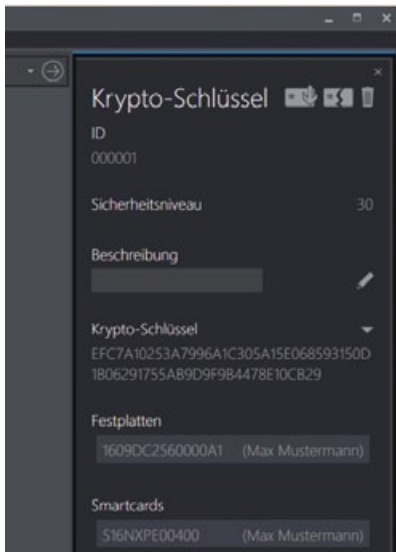 Krypto-Schlüssel
ID
000001
Sicherheitsniveau 30
Beschreibung
Krypto-Schlüssel
EFC7A10253A7996A1C305A15E068593150D
1B06291755AB9D9F9B4478E10CB29
Festplatten
1609DC2560000A1 (Max Mustermann)
Smartcards
S16NXPE00400 (Max Mustermann)